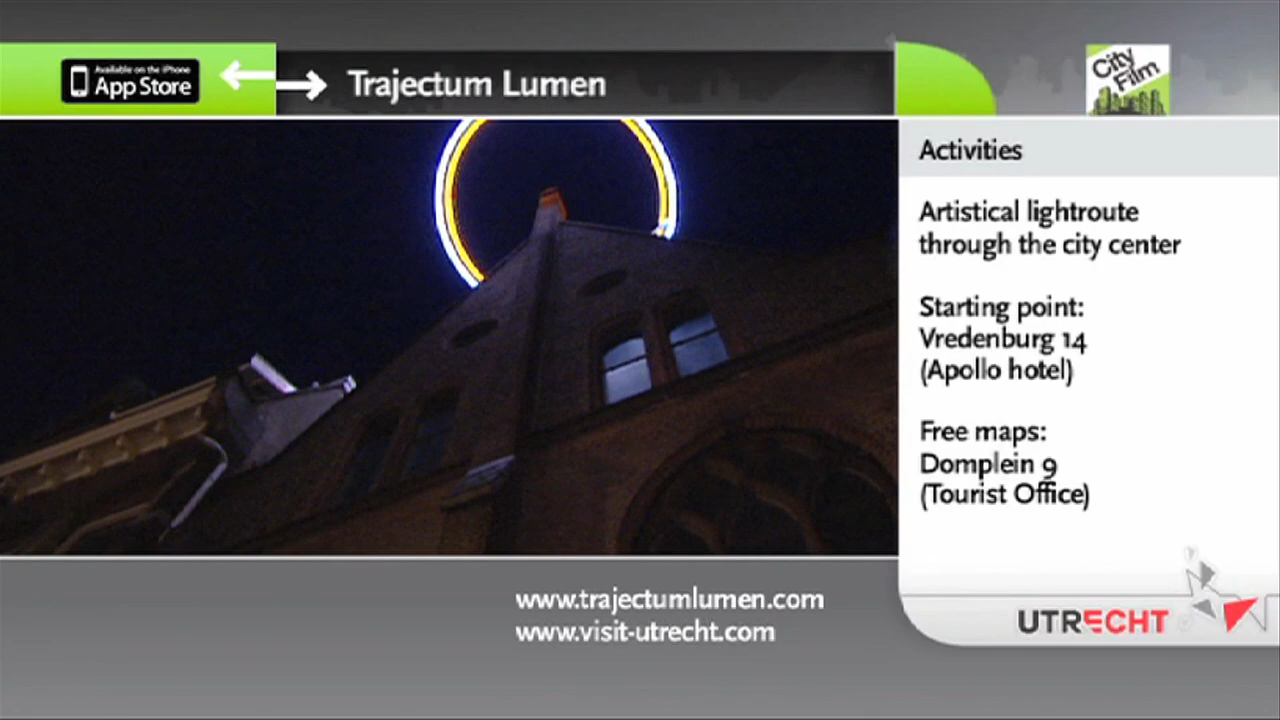 Available on the iPhone
App Store
Trajectum Lumen
City
Film
Activities
Artistical lightroute
through the city center
Starting point:
Vredenburg 14
(Apollo hotel)
Free maps:
Domplein 9
(Tourist Office)
www.trajectumlumen.com
www.visit-utrecht.com
UTRECHT